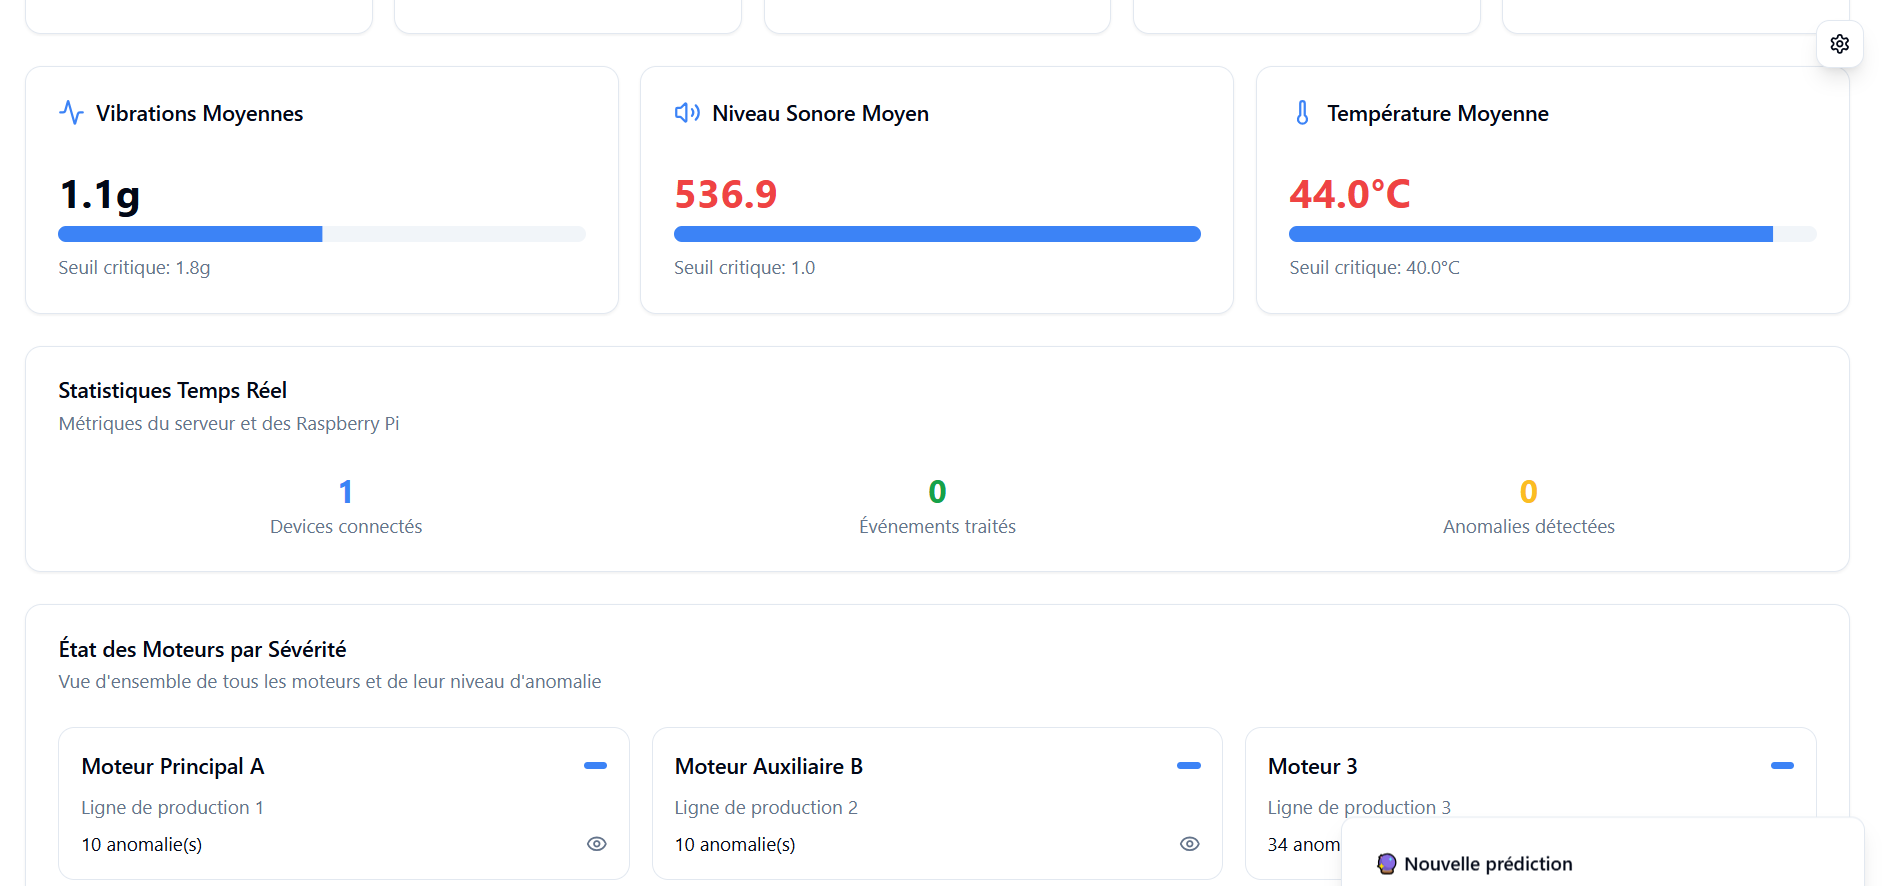 Vibrations Moyennes
1.1g
Seuil critique: 1.8g
Niveau Sonore Moyen
536.9
Seuil critique: 1.0
Température Moyenne
44.0°C
Seuil critique: 40.0°C
Statistiques Temps Réel
Métriques du serveur et des Raspberry Pi
1
Devices connectés
0
Événements traités
0
Anomalies détectées
État des Moteurs par Sévérité
Vue d'ensemble de tous les moteurs et de leur niveau d'anomalie
Moteur Principal A
Ligne de production 1
10 anomalie(s)
Moteur Auxiliaire B
Ligne de production 2
10 anomalie(s)
Moteur 3
Ligne de production 3
34 anom
Nouvelle prédiction